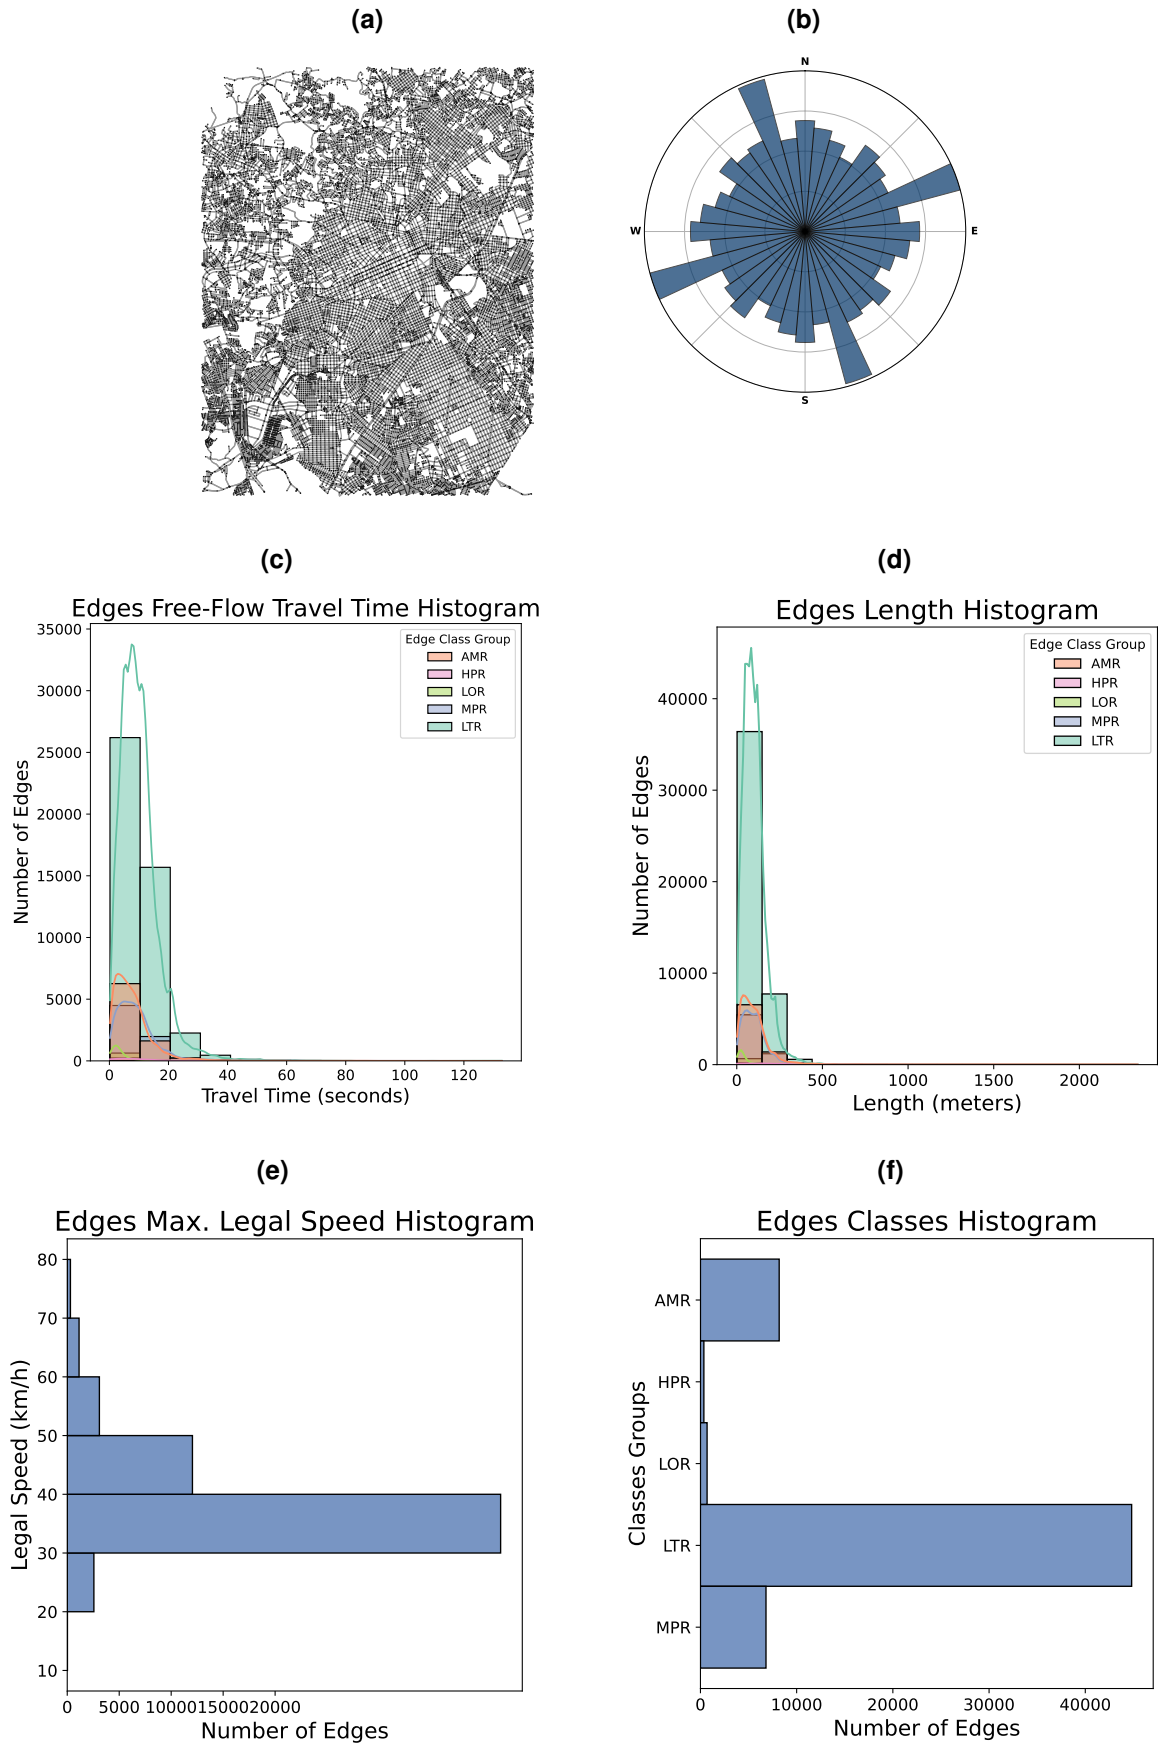 (a)
(b)
N
W
E
S
(c)
(d)
Edges Free-Flow Travel Time Histogram
35000
30000
25000
20000
15000
10000
5000
0
Number of Edges
Edge Class Group
AMR
HPR
LOR
MPR
LTR
0 20 40 60 80 100 120
Travel Time (seconds)
Edges Length Histogram
40000
30000
20000
10000
0
Number of Edges
Edge Class Group
AMR
HPR
LOR
MPR
LTR
0 500 1000 1500 2000
Length (meters)
(e)
(f)
Edges Max. Legal Speed Histogram
80
70
60
50
40
30
20
10
Legal Speed (km/h)
0 5000 10000 15000 20000
Number of Edges
Edges Classes Histogram
AMR
HPR
LOR
LTR
MPR
Classes Groups
0 10000 20000 30000 40000
Number of Edges